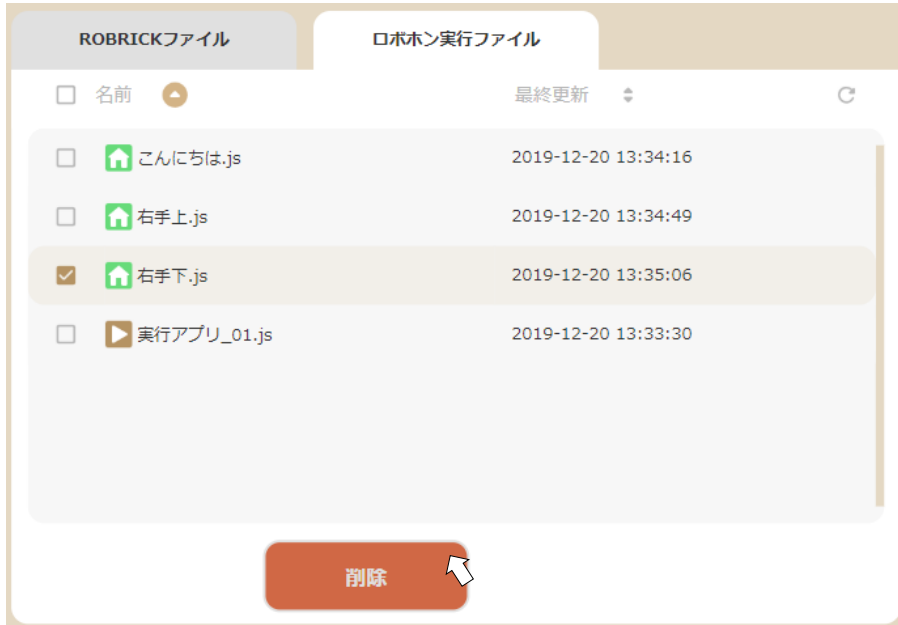 ROBRICKファイル ロボホン実行ファイル
名前 最終更新
こんにちは.js 2019-12-20 13:34:16
右手上.js 2019-12-20 13:34:49
右手下.js 2019-12-20 13:35:06
実行アプリ_01.js 2019-12-20 13:33:30
削除